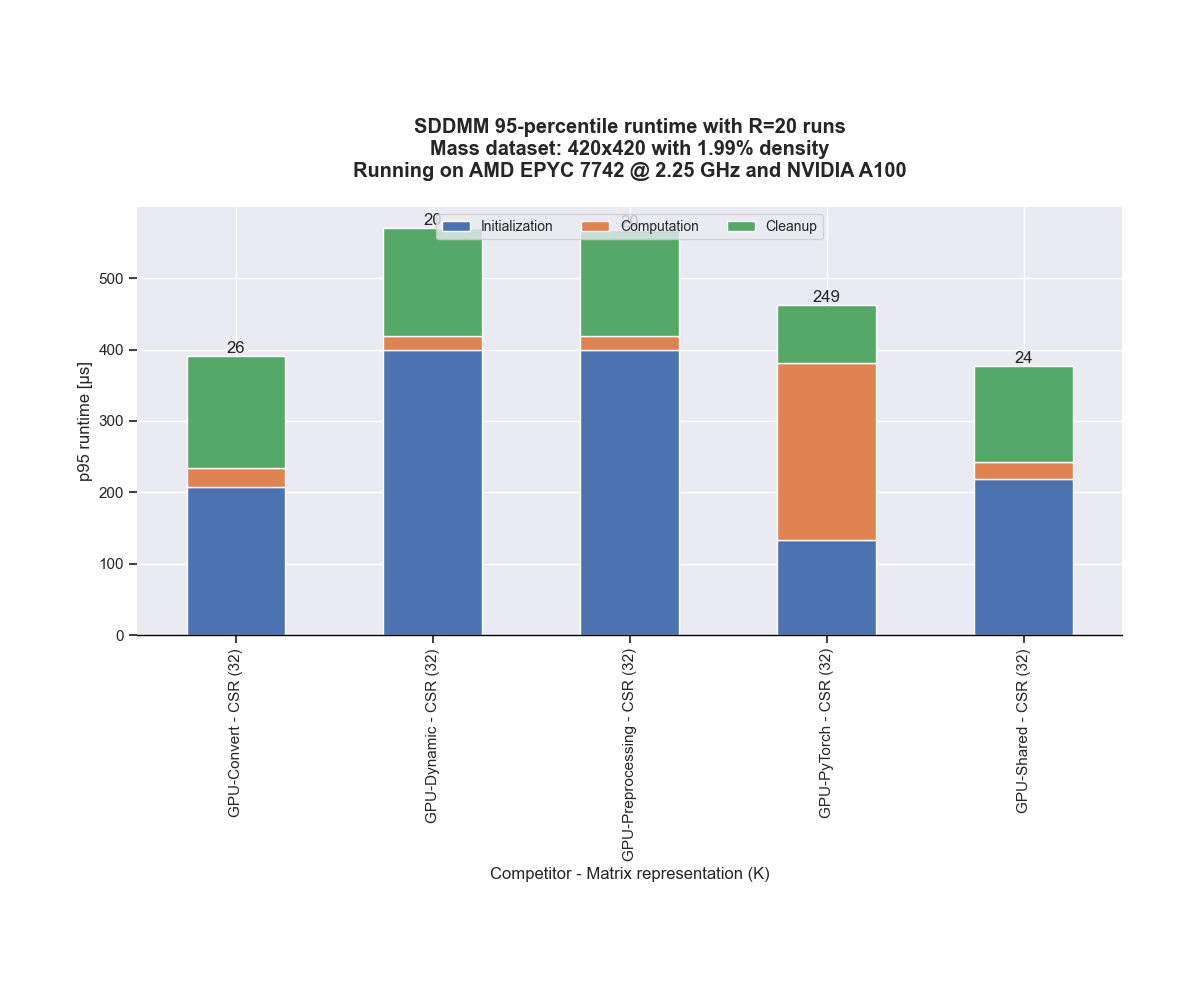 SDDMM 95-percentile runtime with R=20 runs
Mass dataset: 420x420 with 1.99% density
Running on AMD EPYC 7742 @ 2.25 GHz and NVIDIA A100
Initialization
Computation
Cleanup
26
20
20
249
24
p95 runtime [µs]
500
400
300
200
100
0
GPU-Convert - CSR (32)
GPU-Dynamic - CSR (32)
GPU-Preprocessing - CSR (32)
GPU-PyTorch - CSR (32)
GPU-Shared - CSR (32)
Competitor - Matrix representation (K)